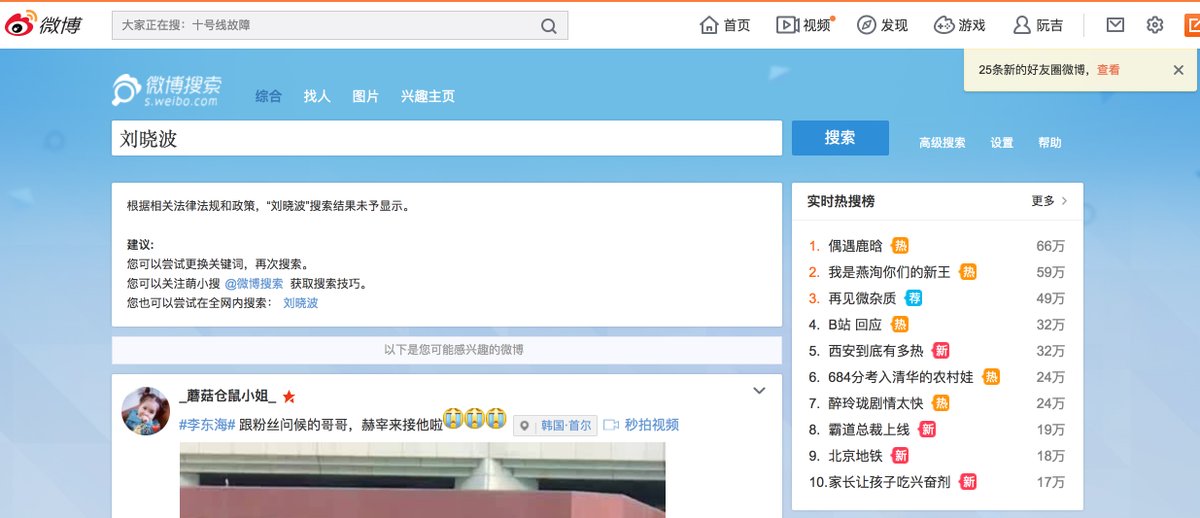 微博
大家正在搜：十号线故障
首页
视频
发现
游戏
阮吉
25条新的好友圈微博，查看
微博搜索
s.weibo.com
综合 找人 图片 兴趣主页
刘晓波
搜索
高级搜索 设置 帮助
根据相关法律法规和政策，“刘晓波”搜索结果未予显示。
建议:
您可以尝试更换关键词，再次搜索。
您可以关注萌小搜 @微博搜索 获取搜索技巧。
您也可以尝试在全网内搜索： 刘晓波
以下是您可能感兴趣的微博
_蘑菇仓鼠小姐_
#李东海# 跟粉丝问候的哥哥，赫宰来接他啦 韩国·首尔 秒拍视频
实时热搜榜 更多
1. 偶遇鹿晗 热 66万
2. 我是燕洵你们的新王 热 59万
3. 再见微杂质 荐 49万
4. B站 回应 热 32万
5. 西安到底有多热 新 32万
6. 684分考入清华的农村娃 热 24万
7. 醉玲珑剧情太快 热 24万
8. 霸道总裁上线 新 19万
9. 北京地铁 新 18万
10.家长让孩子吃兴奋剂 新 17万